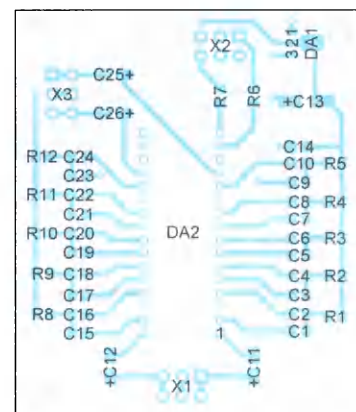 X2
321
DA1
C25+
X3
R7
R6
+C13
C26+
C14
R12 C24
C10 R5
C23
C9
R11 C22
C8 R4
C21
C7
R10 C20
DA2
C6 R3
C19
C5
R9 C18
C4 R2
C17
C3
R8 C16
C2 R1
C15
1
C1
+C12
X1
+C11